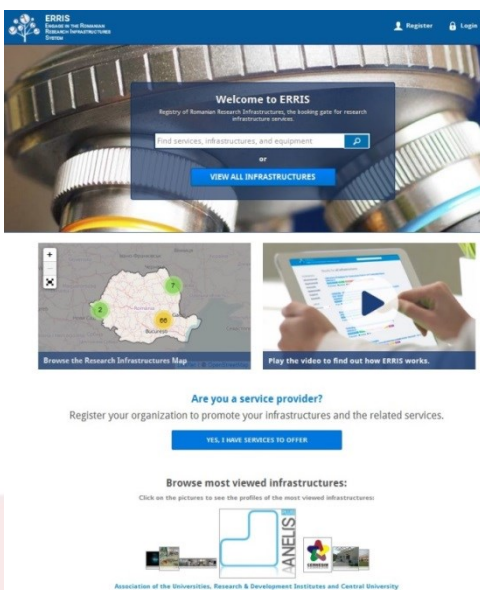 ERRIS
ENGAGE IN THE ROMANIAN
RESEARCH INFRASTRUCTURES
SYSTEM
Register
Login
Welcome to ERRIS
Registry of Romanian Research Infrastructures, the booking gate for research
infrastructure services.
Find services, infrastructures, and equipment
or
VIEW ALL INFRASTRUCTURES
+
7
2
66
Bucuresti
Browse the Research Infrastructures Map
Play the video to find out how ERRIS works.
Are you a service provider?
Register your organization to promote your infrastructures and the related services.
YES, I HAVE SERVICES TO OFFER
Browse most viewed infrastructures:
Click on the pictures to see the profiles of the most viewed infrastructures:
ANELIS
Association of the Universities, Research & Development Institutes and Central University